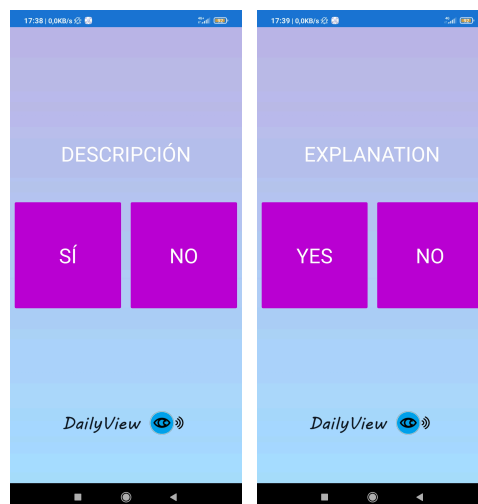 17:38 | 0,0KB/s
DESCRIPCIÓN
SÍ NO
DailyView
17:39 | 0,0KB/s
EXPLANATION
YES NO
DailyView